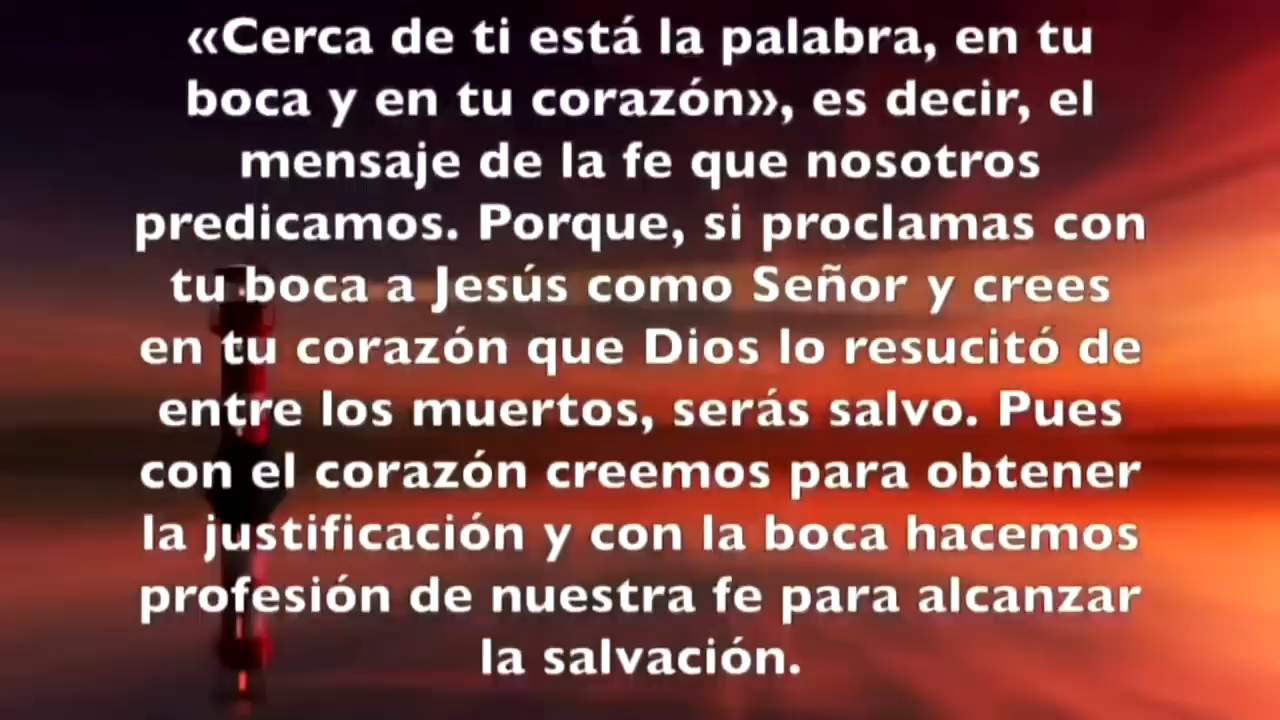 «Cerca de ti está la palabra, en tu
boca y en tu corazón», es decir, el
mensaje de la fe que nosotros
predicamos. Porque, si proclamas con
tu boca a Jesús como Señor y crees
en tu corazón que Dios lo resucitó de
entre los muertos, serás salvo. Pues
con el corazón creemos para obtener
la justificación y con la boca hacemos
profesión de nuestra fe para alcanzar
la salvación.